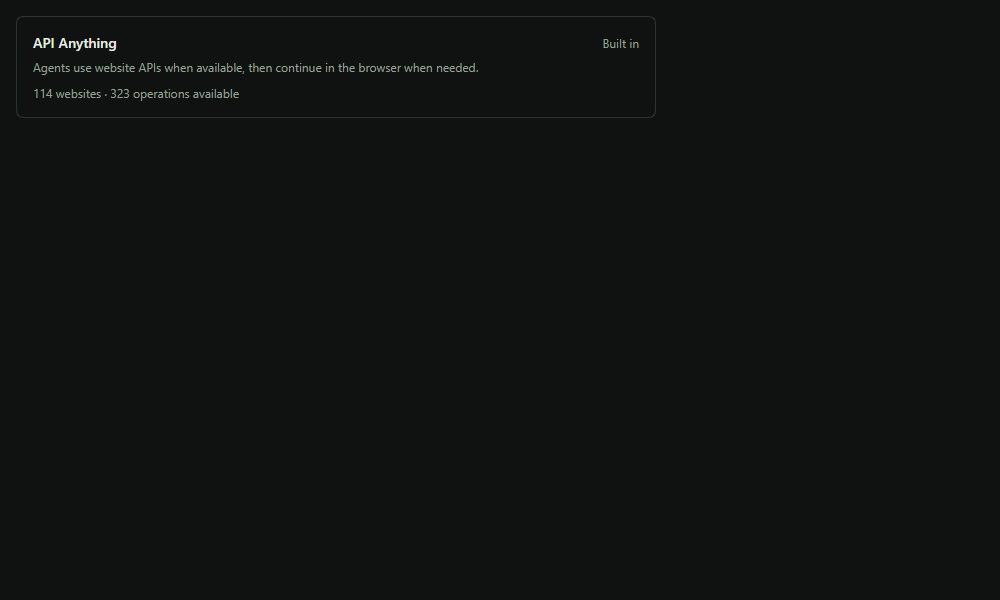 API Anything
Built in
Agents use website APIs when available, then continue in the browser when needed.
114 websites · 323 operations available